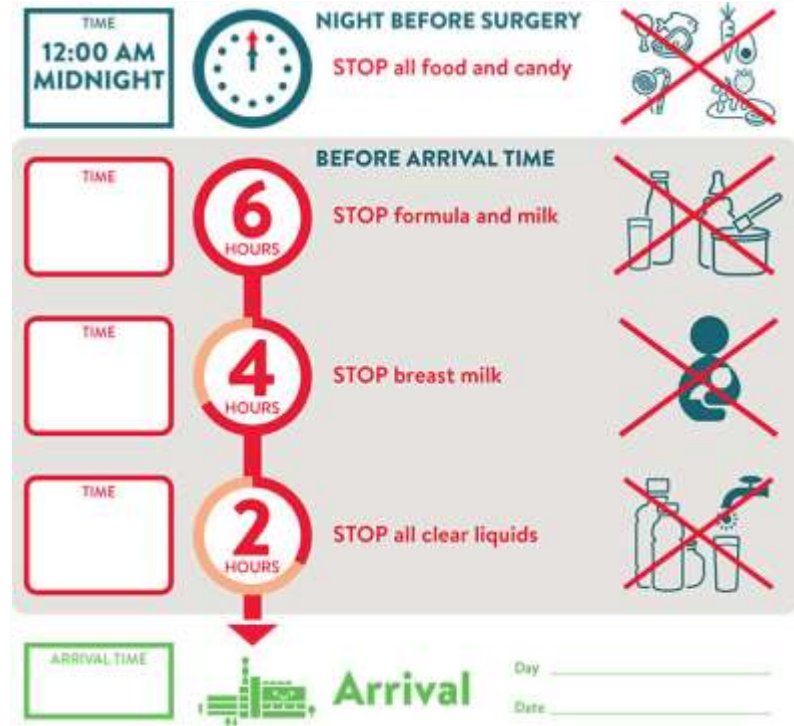 TIME
12:00 AM
MIDNIGHT
NIGHT BEFORE SURGERY
STOP all food and candy
BEFORE ARRIVAL TIME
TIME
6
HOURS
STOP formula and milk
TIME
4
HOURS
STOP breast milk
TIME
2
HOURS
STOP all clear liquids
ARRIVAL TIME
Arrival
Day
Date